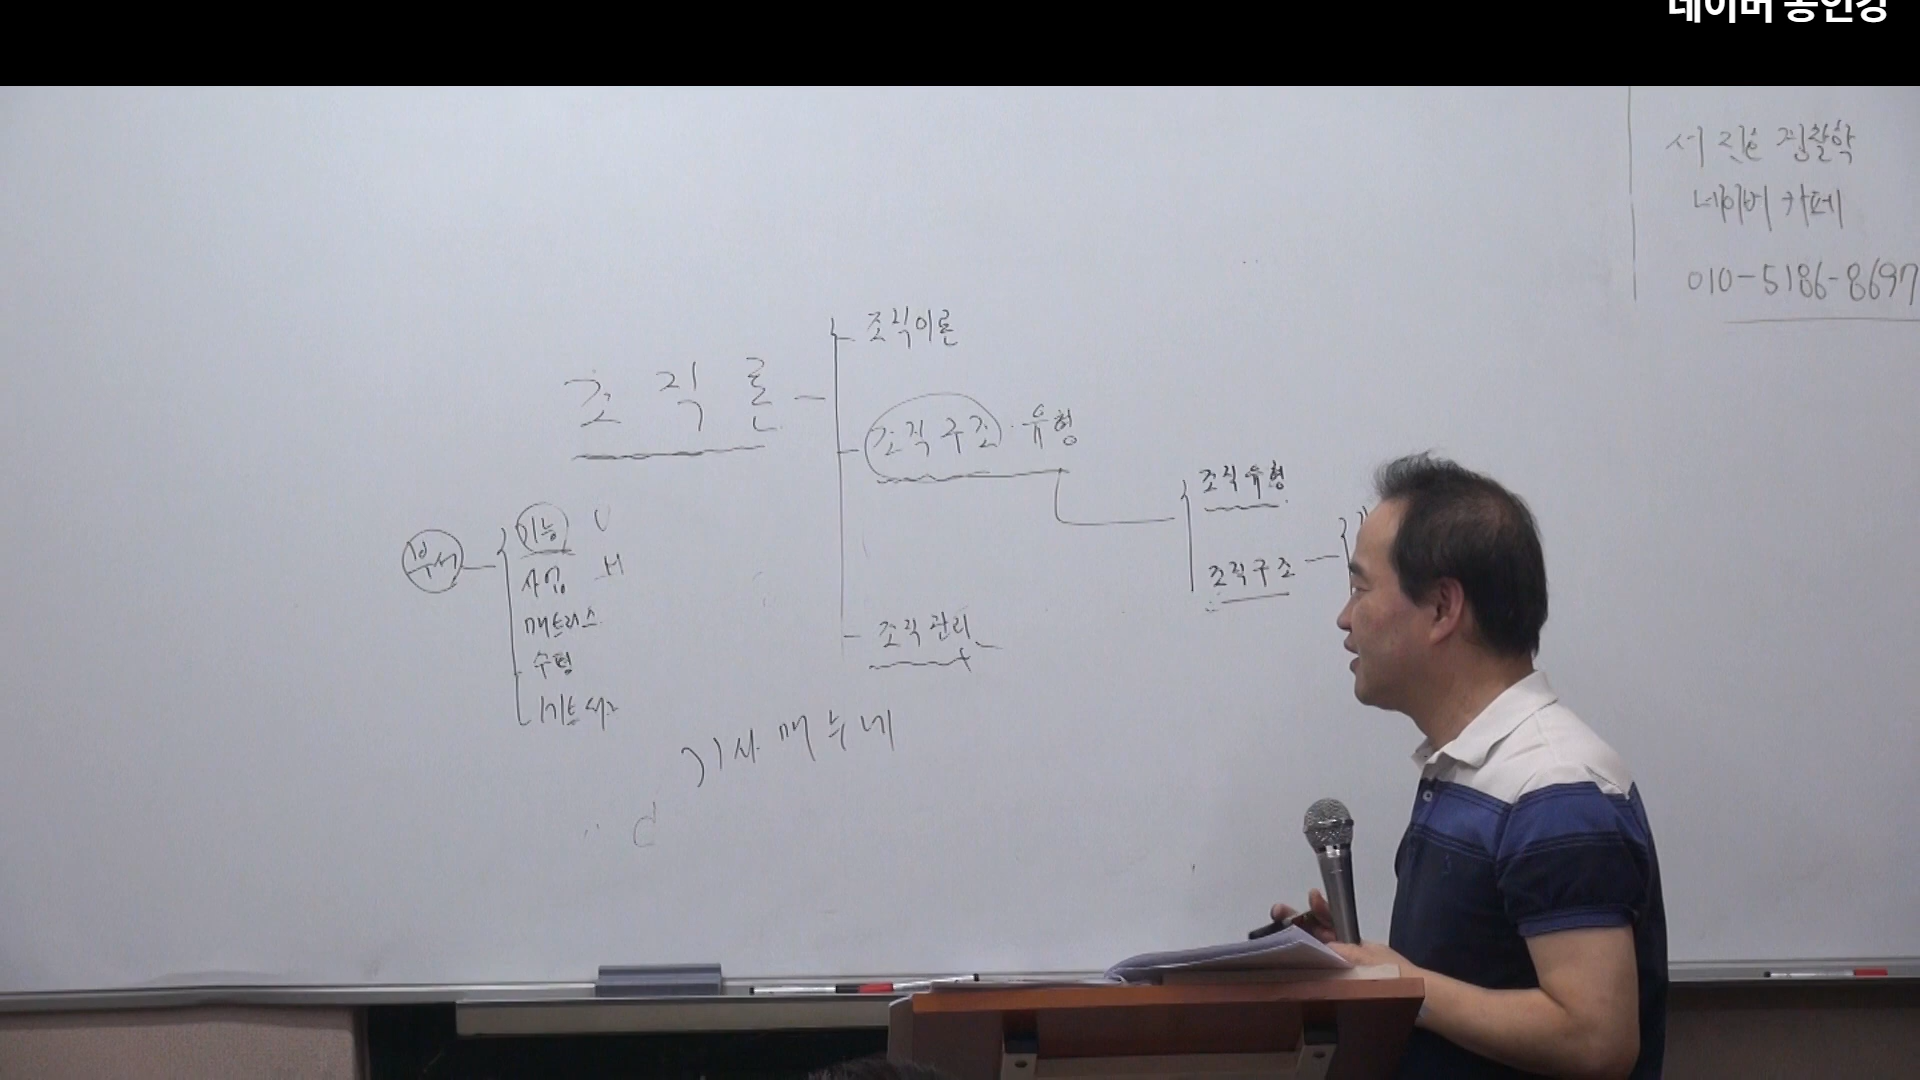 네이버 공인강
서진 경찰학
네이버 카페
010-5186-8697
조직론
조직이론
조직구조·유형
조직관리
조직유형
조직구조
부서
기능 V
사업 H
매트릭스
수평
네트워크
기사매수네
d